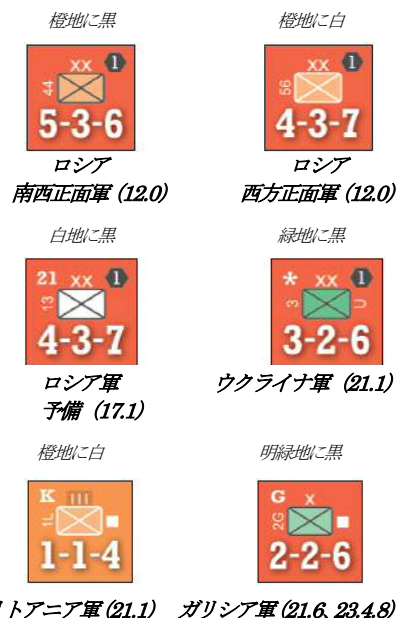 橙地に黒 橙地に白
XX 1 XX 1
44 56
5-3-6 4-3-7
ロシア ロシア
南西正面軍 (12.0) 西方正面軍 (12.0)
白地に黒 緑地に黒
21 XX 1 * XX 1
13 3 U
4-3-7 3-2-6
ロシア軍 ウクライナ軍 (21.1)
予備 (17.1)
橙地に白 明緑地に黒
K III G X
1L 2G
1-1-4 2-2-6
トアニア軍 (21.1) ガリシア軍 (21.6, 23.4.8)